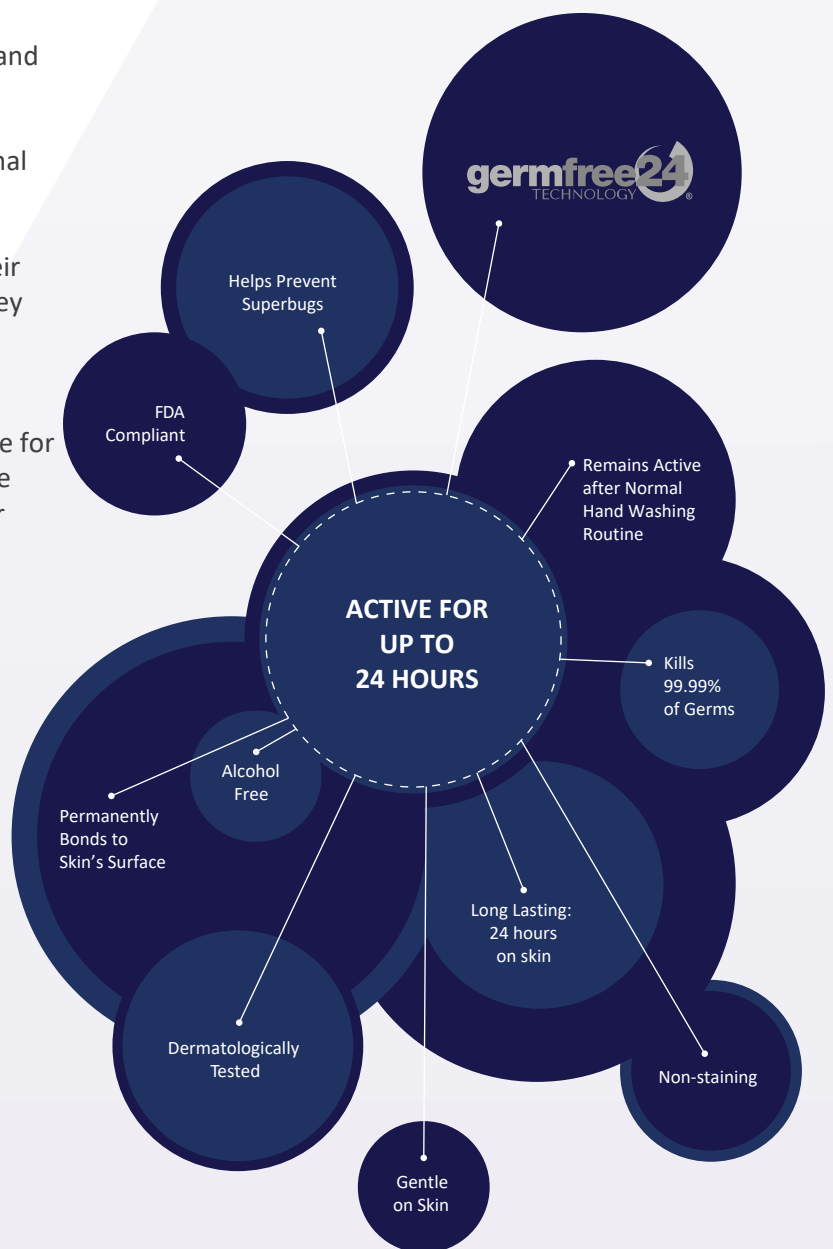 and
eir
e for
e
germfree24
TECHNOLOGY
®
Helps Prevent
Superbugs
FDA
Compliant
Remains Active
after Normal
Hand Washing
Routine
ACTIVE FOR
UP TO
24 HOURS
Kills
99.99%
of Germs
Alcohol
Free
Permanently
Bonds to
Skin's Surface
Long Lasting:
24 hours
on skin
Dermatologically
Tested
Non-staining
Gentle
on Skin